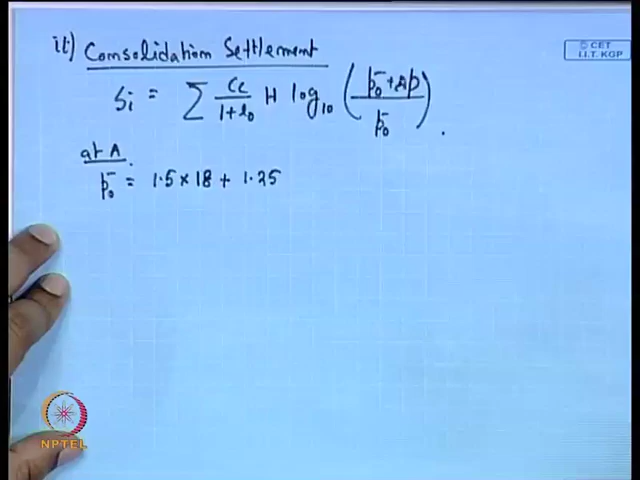 ii) Consolidation Settlement
Si = ∑ Cc/(1+e0) H log10 ((p̄0+Δp)/p̄0).
at A.
p̄0 = 1.5 × 18 + 1.25
© CET
I.I.T. KGP
NPTEL